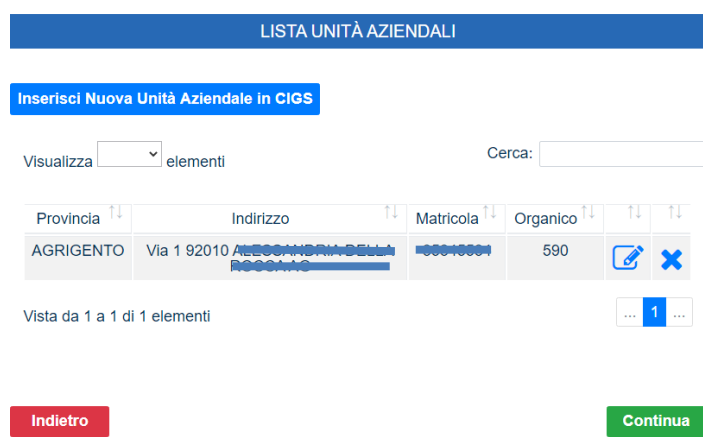 LISTA UNITÀ AZIENDALI
Inserisci Nuova Unità Aziendale in CIGS
Visualizza elementi Cerca:
Provincia Indirizzo Matricola Organico
AGRIGENTO Via 1 92010 590
Vista da 1 a 1 di 1 elementi ... 1 ...
Indietro Continua